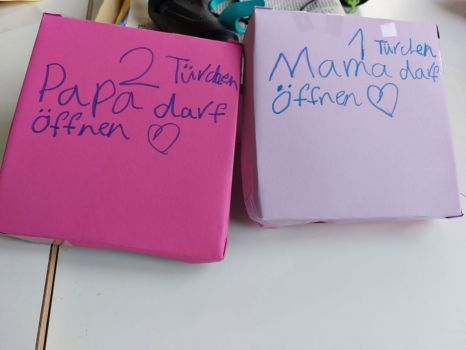 2 Türchen
Papa darf
Öffnen ♡
1 Türchen
Mama darf
Öffnen ♡